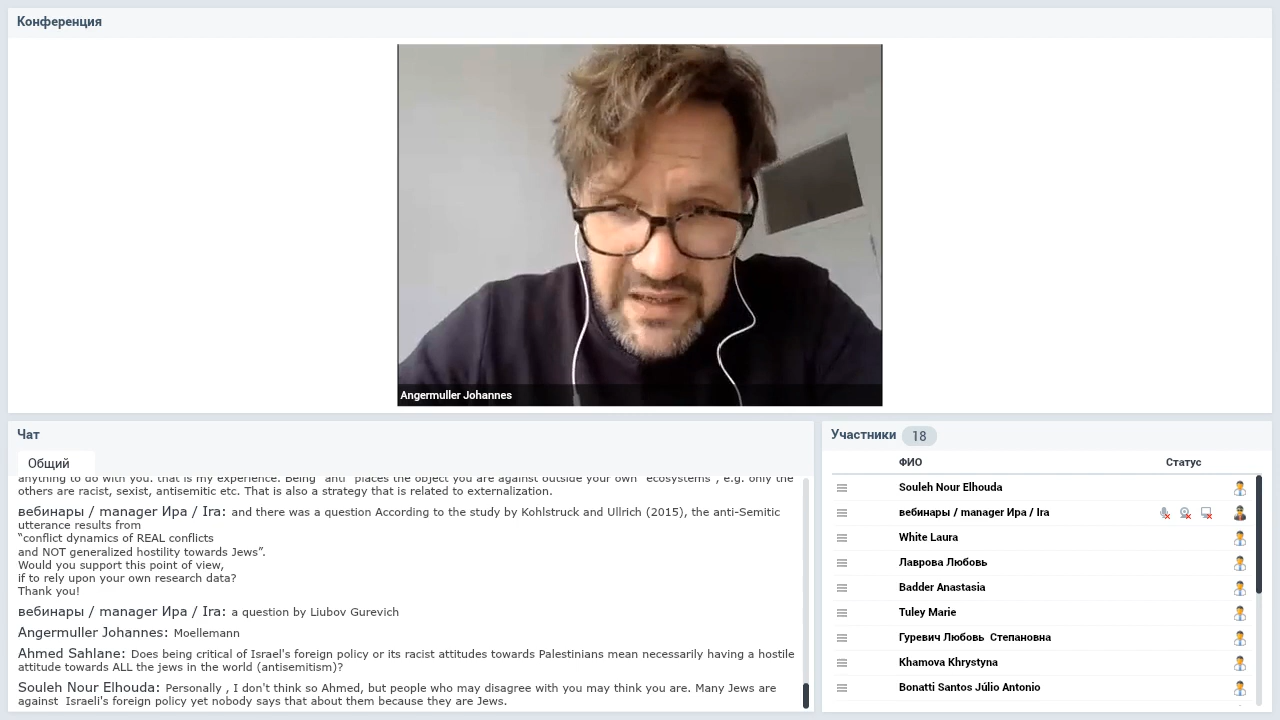 Конференция
Angermuller Johannes
Чат
Общий
anything to do with you. that is my experience. Being "anti" places the object you are against outside your own "ecosystems", e.g. only the
others are racist, sexist, antisemitic etc. That is also a strategy that is related to externalization.
вебинары / manager Ира / Ira: and there was a question According to the study by Kohlstruck and Ullrich (2015), the anti-Semitic
utterance results from
“conflict dynamics of REAL conflicts
and NOT generalized hostility towards Jews”.
Would you support this point of view,
if to rely upon your own research data?
Thank you!
вебинары / manager Ира / Ira: a question by Liubov Gurevich
Angermuller Johannes: Moellemann
Ahmed Sahlane: Does being critical of Israel's foreign policy or its racist attitudes towards Palestinians mean necessarily having a hostile
attitude towards ALL the jews in the world (antisemitism)?
Souleh Nour Elhouda: Personally , I don't think so Ahmed, but people who may disagree with you may think you are. Many Jews are
against Israeli's foreign policy yet nobody says that about them because they are Jews.
Участники 18
ФИО Статус
Souleh Nour Elhouda
вебинары / manager Ира / Ira
White Laura
Лаврова Любовь
Badder Anastasia
Tuley Marie
Гуревич Любовь Степановна
Khamova Khrystyna
Bonatti Santos Júlio Antonio